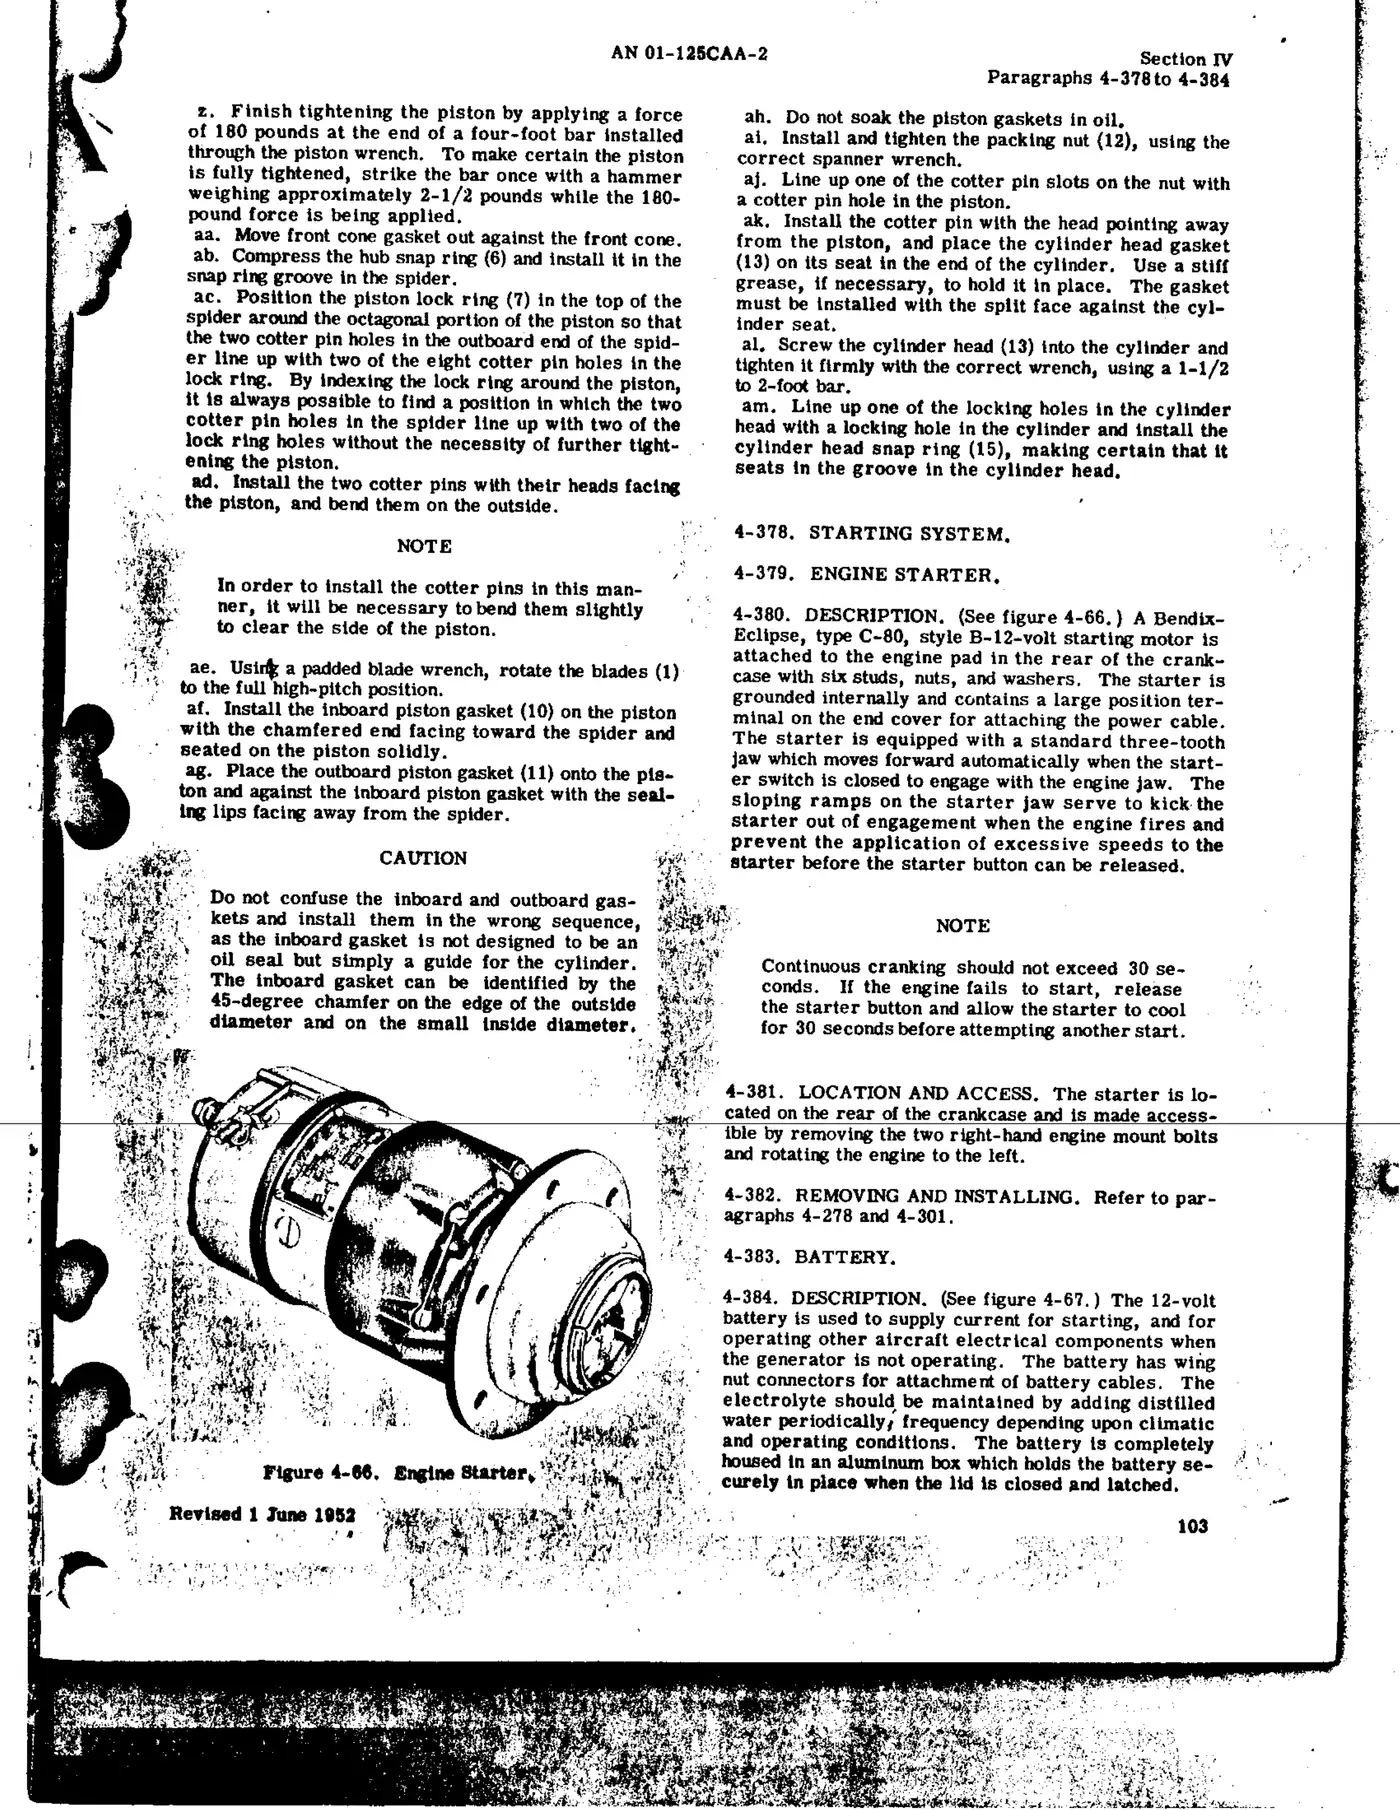 AN 01-125CAA-2
Section IV
Paragraphs 4-378 to 4-384
z. Finish tightening the piston by applying a force
of 180 pounds at the end of a four-foot bar installed
through the piston wrench. To make certain the piston
is fully tightened, strike the bar once with a hammer
weighing approximately 2-1/2 pounds while the 180-
pound force is being applied.
aa. Move front cone gasket out against the front cone.
ab. Compress the hub snap ring (6) and install it in the
snap ring groove in the spider.
ac. Position the piston lock ring (7) in the top of the
spider around the octagonal portion of the piston so that
the two cotter pin holes in the outboard end of the spid-
er line up with two of the eight cotter pin holes in the
lock ring. By indexing the lock ring around the piston,
it is always possible to find a position in which the two
cotter pin holes in the spider line up with two of the
lock ring holes without the necessity of further tight-
ening the piston.
ad. Install the two cotter pins with their heads facing
the piston, and bend them on the outside.
NOTE
In order to install the cotter pins in this man-
ner, it will be necessary to bend them slightly
to clear the side of the piston.
ae. Using a padded blade wrench, rotate the blades (1)
to the full high-pitch position.
af. Install the inboard piston gasket (10) on the piston
with the chamfered end facing toward the spider and
seated on the piston solidly.
ag. Place the outboard piston gasket (11) onto the pis-
ton and against the inboard piston gasket with the seal-
ing lips facing away from the spider.
CAUTION
Do not confuse the inboard and outboard gas-
kets and install them in the wrong sequence,
as the inboard gasket is not designed to be an
oil seal but simply a guide for the cylinder.
The inboard gasket can be identified by the
45-degree chamfer on the edge of the outside
diameter and on the small inside diameter.
Figure 4-66. Engine Starter.
Revised 1 June 1952
ah. Do not soak the piston gaskets in oil.
ai. Install and tighten the packing nut (12), using the
correct spanner wrench.
aj. Line up one of the cotter pin slots on the nut with
a cotter pin hole in the piston.
ak. Install the cotter pin with the head pointing away
from the piston, and place the cylinder head gasket
(13) on its seat in the end of the cylinder. Use a stiff
grease, if necessary, to hold it in place. The gasket
must be installed with the split face against the cyl-
inder seat.
al. Screw the cylinder head (13) into the cylinder and
tighten it firmly with the correct wrench, using a 1-1/2
to 2-foot bar.
am. Line up one of the locking holes in the cylinder
head with a locking hole in the cylinder and install the
cylinder head snap ring (15), making certain that it
seats in the groove in the cylinder head.
4-378. STARTING SYSTEM.
4-379. ENGINE STARTER.
4-380. DESCRIPTION. (See figure 4-66.) A Bendix-
Eclipse, type C-80, style B-12-volt starting motor is
attached to the engine pad in the rear of the crank-
case with six studs, nuts, and washers. The starter is
grounded internally and contains a large position ter-
minal on the end cover for attaching the power cable.
The starter is equipped with a standard three-tooth
jaw which moves forward automatically when the start-
er switch is closed to engage with the engine jaw. The
sloping ramps on the starter jaw serve to kick the
starter out of engagement when the engine fires and
prevent the application of excessive speeds to the
starter before the starter button can be released.
NOTE
Continuous cranking should not exceed 30 se-
conds. If the engine fails to start, release
the starter button and allow the starter to cool
for 30 seconds before attempting another start.
4-381. LOCATION AND ACCESS. The starter is lo-
cated on the rear of the crankcase and is made access-
ible by removing the two right-hand engine mount bolts
and rotating the engine to the left.
4-382. REMOVING AND INSTALLING. Refer to par-
agraphs 4-278 and 4-301.
4-383. BATTERY.
4-384. DESCRIPTION. (See figure 4-67.) The 12-volt
battery is used to supply current for starting, and for
operating other aircraft electrical components when
the generator is not operating. The battery has wing
nut connectors for attachment of battery cables. The
electrolyte should be maintained by adding distilled
water periodically, frequency depending upon climatic
and operating conditions. The battery is completely
housed in an aluminum box which holds the battery se-
curely in place when the lid is closed and latched.
103